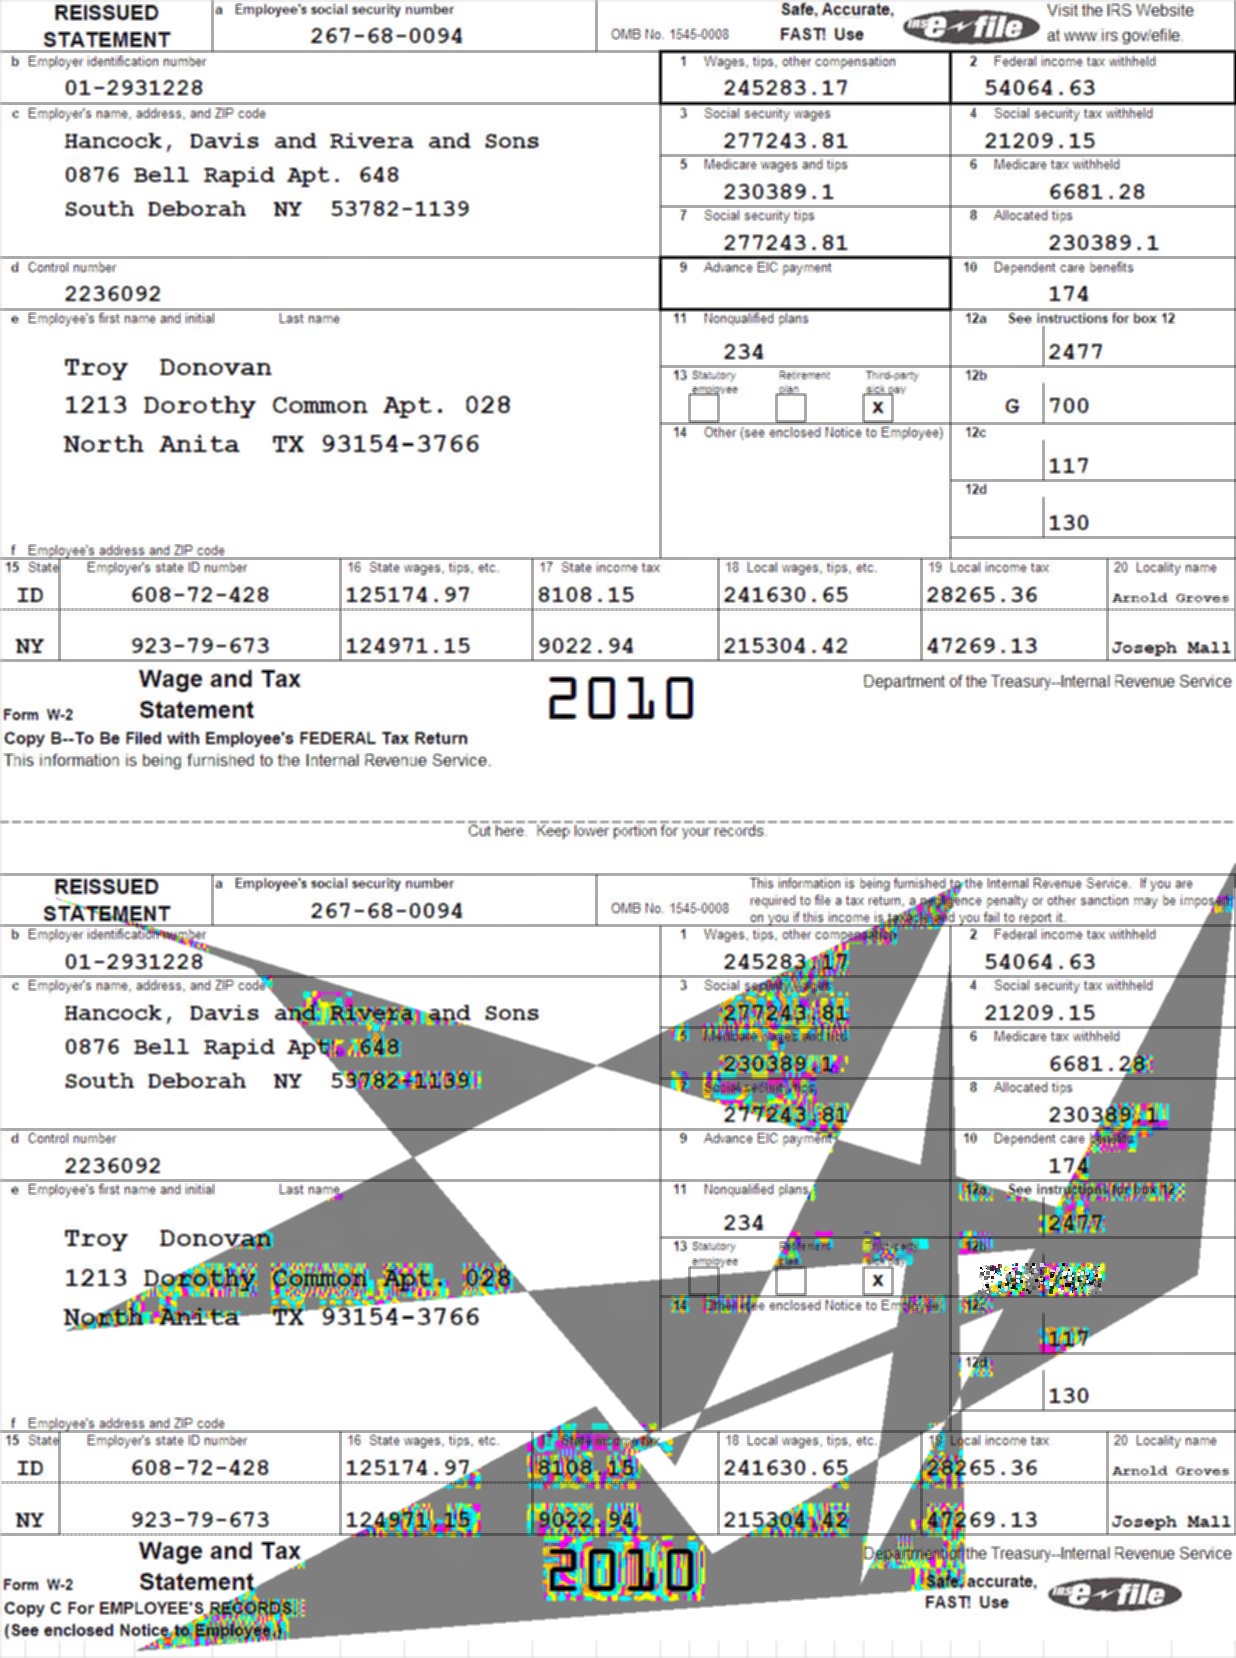 REISSUED STATEMENT
a Employee's social security number
267-68-0094
OMB No. 1545-0008
Safe, Accurate, FAST! Use
IRS e-file
Visit the IRS Website at www.irs gov/efile.
b Employer identification number
01-2931228
1 Wages, tips, other compensation
245283.17
2 Federal income tax withheld
54064.63
c Employer's name, address, and ZIP code
Hancock, Davis and Rivera and Sons
0876 Bell Rapid Apt. 648
South Deborah NY 53782-1139
3 Social security wages
277243.81
4 Social security tax withheld
21209.15
5 Medicare wages and tips
230389.1
6 Medicare tax withheld
6681.28
7 Social security tips
277243.81
8 Allocated tips
230389.1
d Control number
2236092
9 Advance EIC payment
10 Dependent care benefits
174
e Employee's first name and initial Last name
Troy Donovan
1213 Dorothy Common Apt. 028
North Anita TX 93154-3766
11 Nonqualified plans
234
12a See instructions for box 12
2477
13 Statutory employee Retirement plan Third-party sick pay
X
12b
G 700
14 Other (see enclosed Notice to Employee)
12c
117
12d
130
f Employee's address and ZIP code
15 State Employer's state ID number 16 State wages, tips, etc. 17 State income tax 18 Local wages, tips, etc. 19 Local income tax 20 Locality name
ID 608-72-428 125174.97 8108.15 241630.65 28265.36 Arnold Groves
NY 923-79-673 124971.15 9022.94 215304.42 47269.13 Joseph Mall
Form W-2 Wage and Tax Statement
2010
Department of the Treasury--Internal Revenue Service
Copy B--To Be Filed with Employee's FEDERAL Tax Return
This information is being furnished to the Internal Revenue Service.
Cut here. Keep lower portion for your records.
REISSUED STATEMENT
a Employee's social security number
267-68-0094
OMB No. 1545-0008
This information is being furnished to the Internal Revenue Service. If you are
required to file a tax return, a negligence penalty or other sanction may be imposed
on you if this income is taxable and you fail to report it.
b Employer identification number
01-2931228
1 Wages, tips, other compensation
245283.17
2 Federal income tax withheld
54064.63
c Employer's name, address, and ZIP code
Hancock, Davis and Rivera and Sons
0876 Bell Rapid Apt. 648
South Deborah NY 53782-1139
3 Social security wages
277243.81
4 Social security tax withheld
21209.15
5 Medicare wages and tips
230389.1
6 Medicare tax withheld
6681.28
7 Social security tips
277243.81
8 Allocated tips
230389.1
d Control number
2236092
9 Advance EIC payment
10 Dependent care benefits
174
e Employee's first name and initial Last name
Troy Donovan
1213 Dorothy Common Apt. 028
North Anita TX 93154-3766
11 Nonqualified plans
234
12a See instructions for box 12
2477
13 Statutory employee Retirement plan Third-party sick pay
X
12b
14 Other (see enclosed Notice to Employee)
12c
117
12d
130
f Employee's address and ZIP code
15 State Employer's state ID number 16 State wages, tips, etc. 17 State income tax 18 Local wages, tips, etc. 19 Local income tax 20 Locality name
ID 608-72-428 125174.97 8108.15 241630.65 28265.36 Arnold Groves
NY 923-79-673 124971.15 9022.94 215304.42 47269.13 Joseph Mall
Form W-2 Wage and Tax Statement
2010
Department of the Treasury--Internal Revenue Service
Safe, accurate, FAST! Use
IRS e-file
Copy C For EMPLOYEE'S RECORDS.
(See enclosed Notice to Employee.)